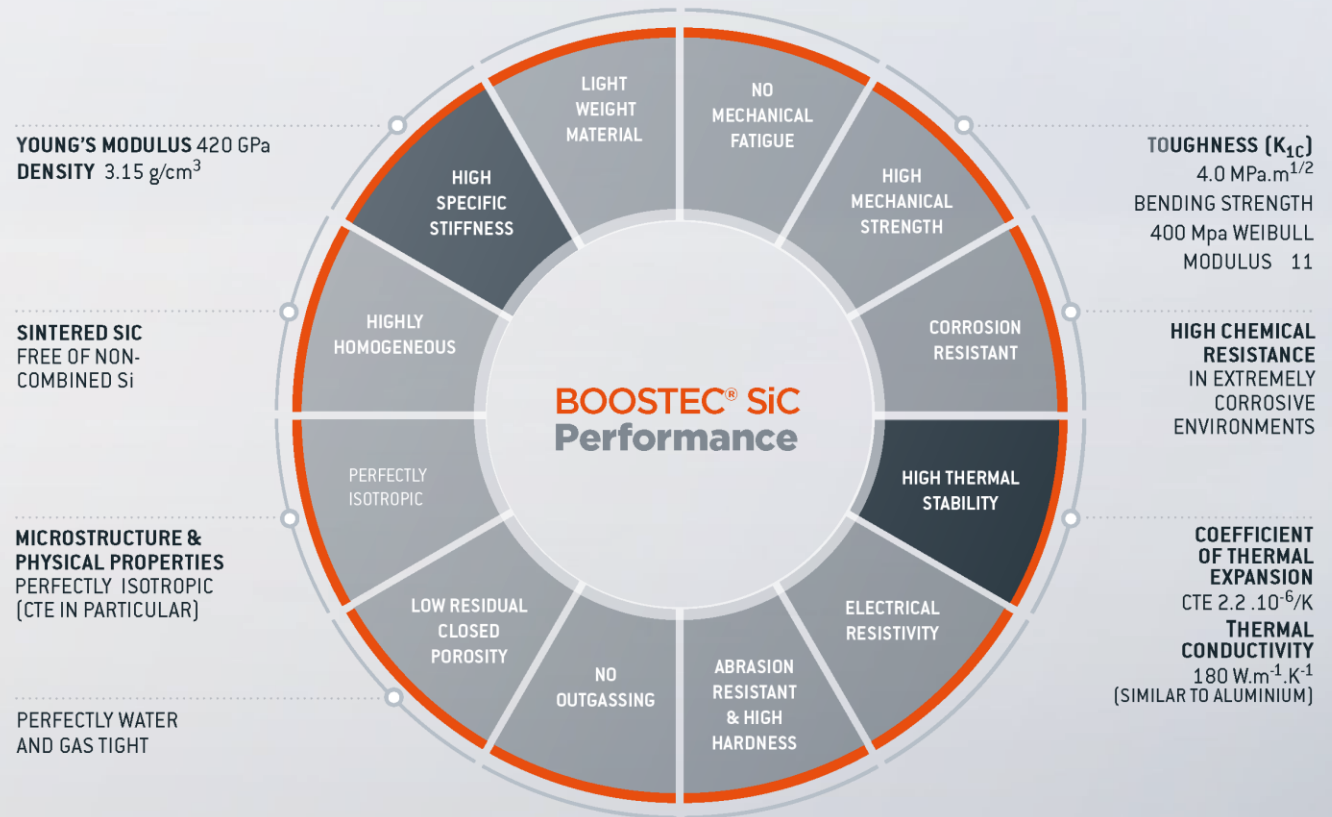 LIGHT
WEIGHT
MATERIAL
NO
MECHANICAL
FATIGUE
YOUNG'S MODULUS 420 GPa
DENSITY 3.15 g/cm³
HIGH
SPECIFIC
STIFFNESS
HIGH
MECHANICAL
STRENGTH
TOUGHNESS (K₁C)
4.0 MPa.m¹/²
BENDING STRENGTH
400 Mpa WEIBULL
MODULUS 11
SINTERED SIC
FREE OF NON-
COMBINED Si
HIGHLY
HOMOGENEOUS
CORROSION
RESISTANT
HIGH CHEMICAL
RESISTANCE
IN EXTREMELY
CORROSIVE
ENVIRONMENTS
BOOSTEC® SiC
Performance
PERFECTLY
ISOTROPIC
HIGH THERMAL
STABILITY
MICROSTRUCTURE &
PHYSICAL PROPERTIES
PERFECTLY ISOTROPIC
(CTE IN PARTICULAR)
COEFFICIENT
OF THERMAL
EXPANSION
CTE 2.2 .10⁻⁶/K
THERMAL
CONDUCTIVITY
180 W.m⁻¹.K⁻¹
(SIMILAR TO ALUMINIUM)
LOW RESIDUAL
CLOSED
POROSITY
ELECTRICAL
RESISTIVITY
NO
OUTGASSING
ABRASION
RESISTANT
& HIGH
HARDNESS
PERFECTLY WATER
AND GAS TIGHT